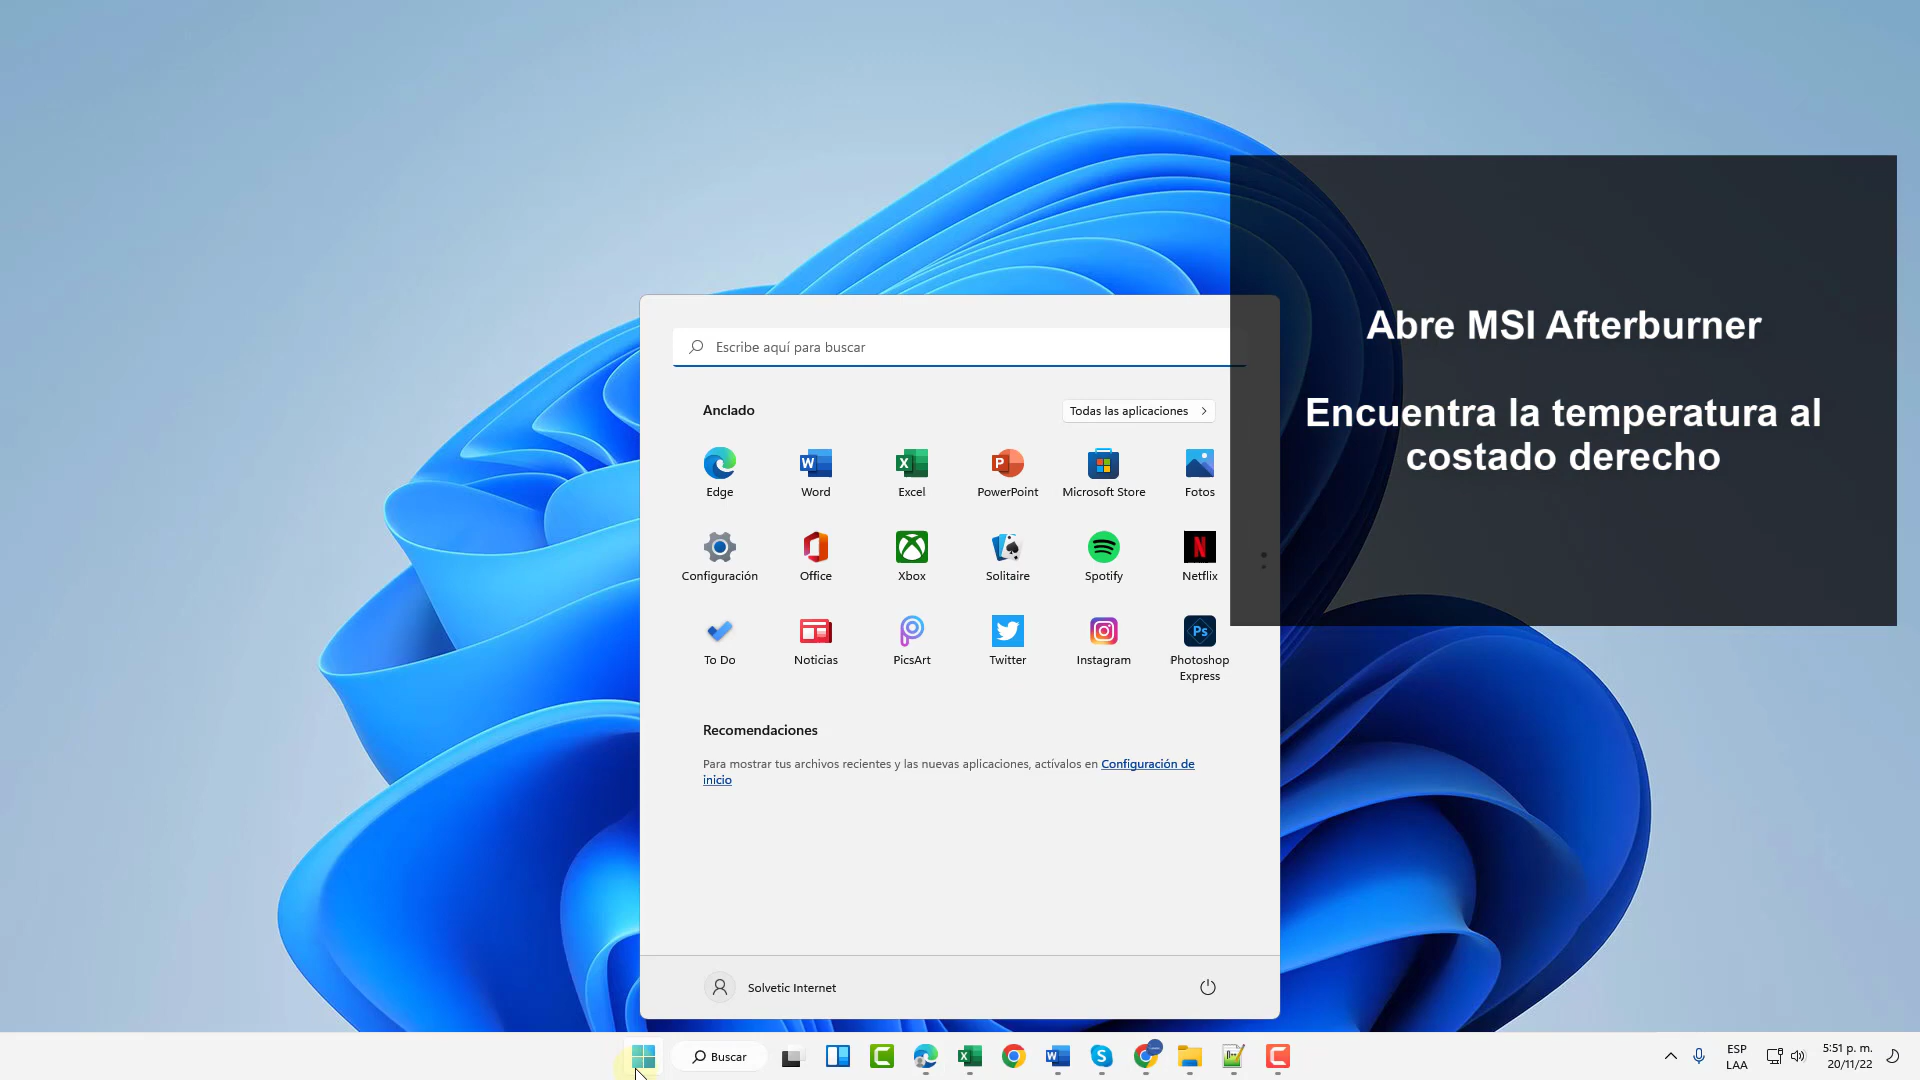 Abre MSI Afterburner
Encuentra la temperatura al
costado derecho
Escribe aquí para buscar
Anclado
Todas las aplicaciones
Edge
Word
Excel
PowerPoint
Microsoft Store
Fotos
Configuración
Office
Xbox
Solitaire
Spotify
Netflix
To Do
Noticias
PicsArt
Twitter
Instagram
Photoshop
Express
Recomendaciones
Para mostrar tus archivos recientes y las nuevas aplicaciones, actívalos en Configuración de
inicio
Solvetic Internet
Buscar
ESP
LAA
5:51 p. m.
20/11/22